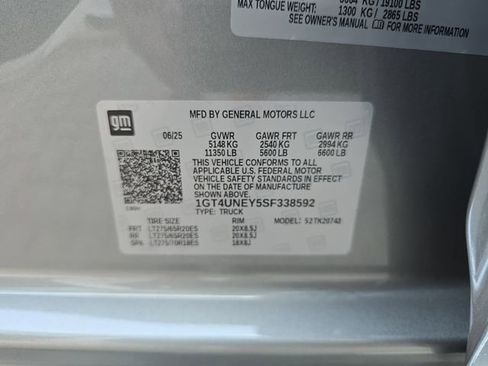 KG/19100 LBS
MAX TONGUE WEIGHT: 1300 KG/ 2865 LBS
SEE OWNER'S MANUAL FOR MORE INFORMATION
gm
MFD BY GENERAL MOTORS LLC
06/25 GVWR GAWR FRT GAWR RR
5148 KG 2540 KG 2994 KG
11350 LB 5600 LB 6600 LB
THIS VEHICLE CONFORMS TO ALL
APPLICABLE U.S. FEDERAL MOTOR
VEHICLE SAFETY STANDARDS IN
EFFECT ON THE DATE OF MANUFACTURE
SHOWN ABOVE.
1GT4UNEY5SF338592
TYPE: TRUCK
TIRE SIZE RIM MODEL: 52TK20743
FRT LT275/65R20ES 20X8.5J
RR LT275/65R20ES 20X8.5J
SPA LT275/70R18ES 18X8J